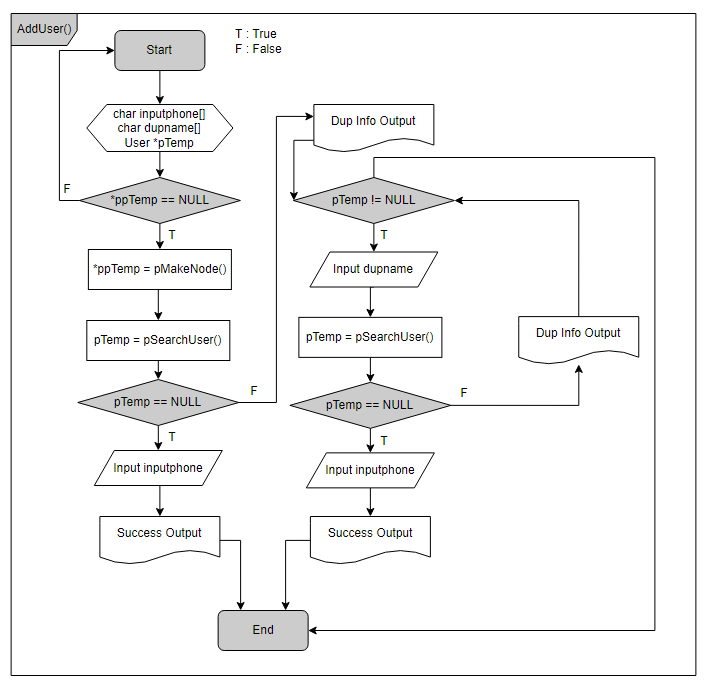 AddUser()
T : True
F : False
Start
char inputphone[]
char dupname[]
User *pTemp
F
*ppTemp == NULL
T
*ppTemp = pMakeNode()
pTemp = pSearchUser()
pTemp == NULL
F
T
Input inputphone
Success Output
Dup Info Output
pTemp != NULL
T
Input dupname
pTemp = pSearchUser()
pTemp == NULL
F
Dup Info Output
T
Input inputphone
Success Output
End